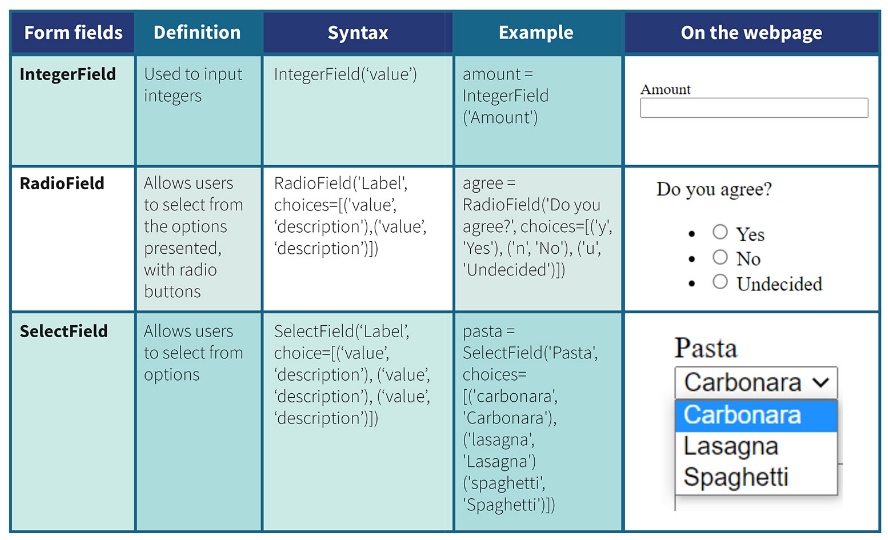 Form fields
Definition
Syntax
Example
On the webpage
IntegerField
Used to input
integers
IntegerField(‘value’)
amount =
IntegerField
('Amount')
Amount
RadioField
Allows users
to select from
the options
presented,
with radio
buttons
RadioField('Label',
choices=[('value’,
‘description'),('value’,
‘description’)])
agree =
RadioField('Do you
agree?', choices=[('y',
'Yes'), ('n', 'No'), ('u',
'Undecided')])
Do you agree?
• Yes
• No
• Undecided
SelectField
Allows users
to select from
options
SelectField(‘Label’,
choice=[(‘value’,
‘description’), (‘value’,
‘description’), (‘value’,
‘description’)])
pasta =
SelectField('Pasta',
choices=
[('carbonara',
'Carbonara'),
('lasagna',
'Lasagna')
('spaghetti',
'Spaghetti')])
Pasta
Carbonara
Carbonara
Lasagna
Spaghetti